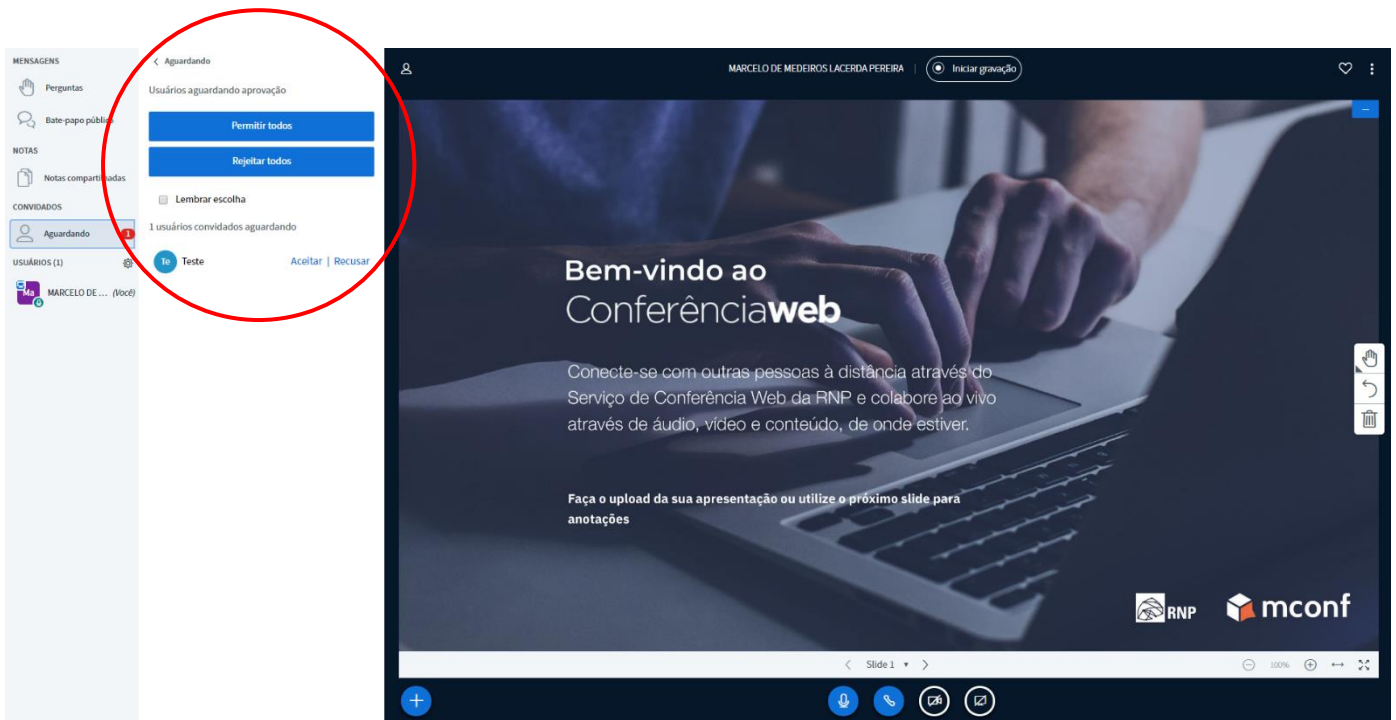 MENSAGENS
Perguntas
Bate-papo público
NOTAS
Notas compartilhadas
CONVIDADOS
Aguardando 1
USUÁRIOS (1)
Ma MARCELO DE ... (Você)
Aguardando
Usuários aguardando aprovação
Permitir todos
Rejeitar todos
Lembrar escolha
1 usuários convidados aguardando
Te Teste Aceitar | Recusar
MARCELO DE MEDEIROS LACERDA PEREIRA | Iniciar gravação
Bem-vindo ao
Conferênciaweb
Conecte-se com outras pessoas à distância através do
Serviço de Conferência Web da RNP e colabore ao vivo
através de áudio, vídeo e conteúdo, de onde estiver.
Faça o upload da sua apresentação ou utilize o próximo slide para
anotações
RNP mconf
Slide 1
100%